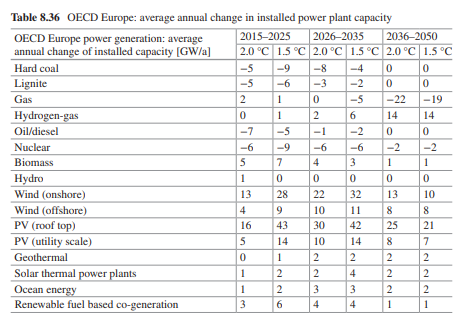 Table 8.36 OECD Europe: average annual change in installed power plant capacity
OECD Europe power generation: average 2015–2025 2026–2035 2036–2050
annual change of installed capacity [GW/a] 2.0 °C 1.5 °C 2.0 °C 1.5 °C 2.0 °C 1.5 °C
Hard coal −5 −9 −8 −4 0 0
Lignite −5 −6 −3 −2 0 0
Gas 2 1 0 −5 −22 −19
Hydrogen-gas 0 1 2 6 14 14
Oil/diesel −7 −5 −1 −2 0 0
Nuclear −6 −9 −6 −6 −2 −2
Biomass 5 7 4 3 1 1
Hydro 1 0 0 0 0 0
Wind (onshore) 13 28 22 32 13 10
Wind (offshore) 4 9 10 11 8 8
PV (roof top) 16 43 30 42 25 21
PV (utility scale) 5 14 10 14 8 7
Geothermal 0 1 2 2 2 2
Solar thermal power plants 1 2 2 4 2 2
Ocean energy 1 2 3 3 2 2
Renewable fuel based co-generation 3 6 4 4 1 1